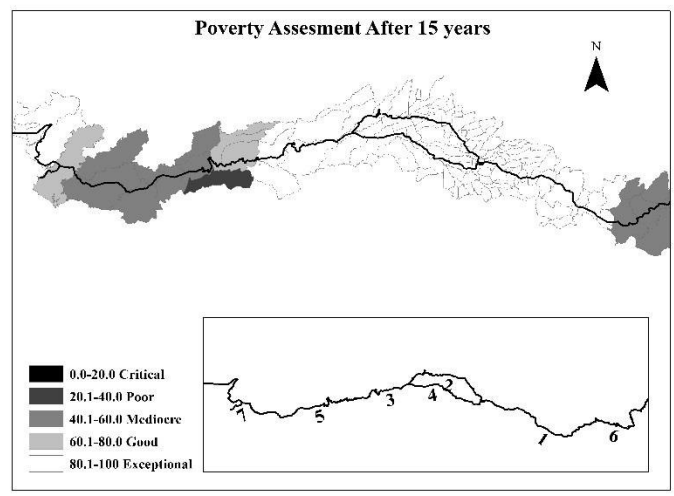 Poverty Assesment After 15 years
N
0.0-20.0 Critical
20.1-40.0 Poor
40.1-60.0 Mediocre
60.1-80.0 Good
80.1-100 Exceptional
7 5 3 4 2 1 6